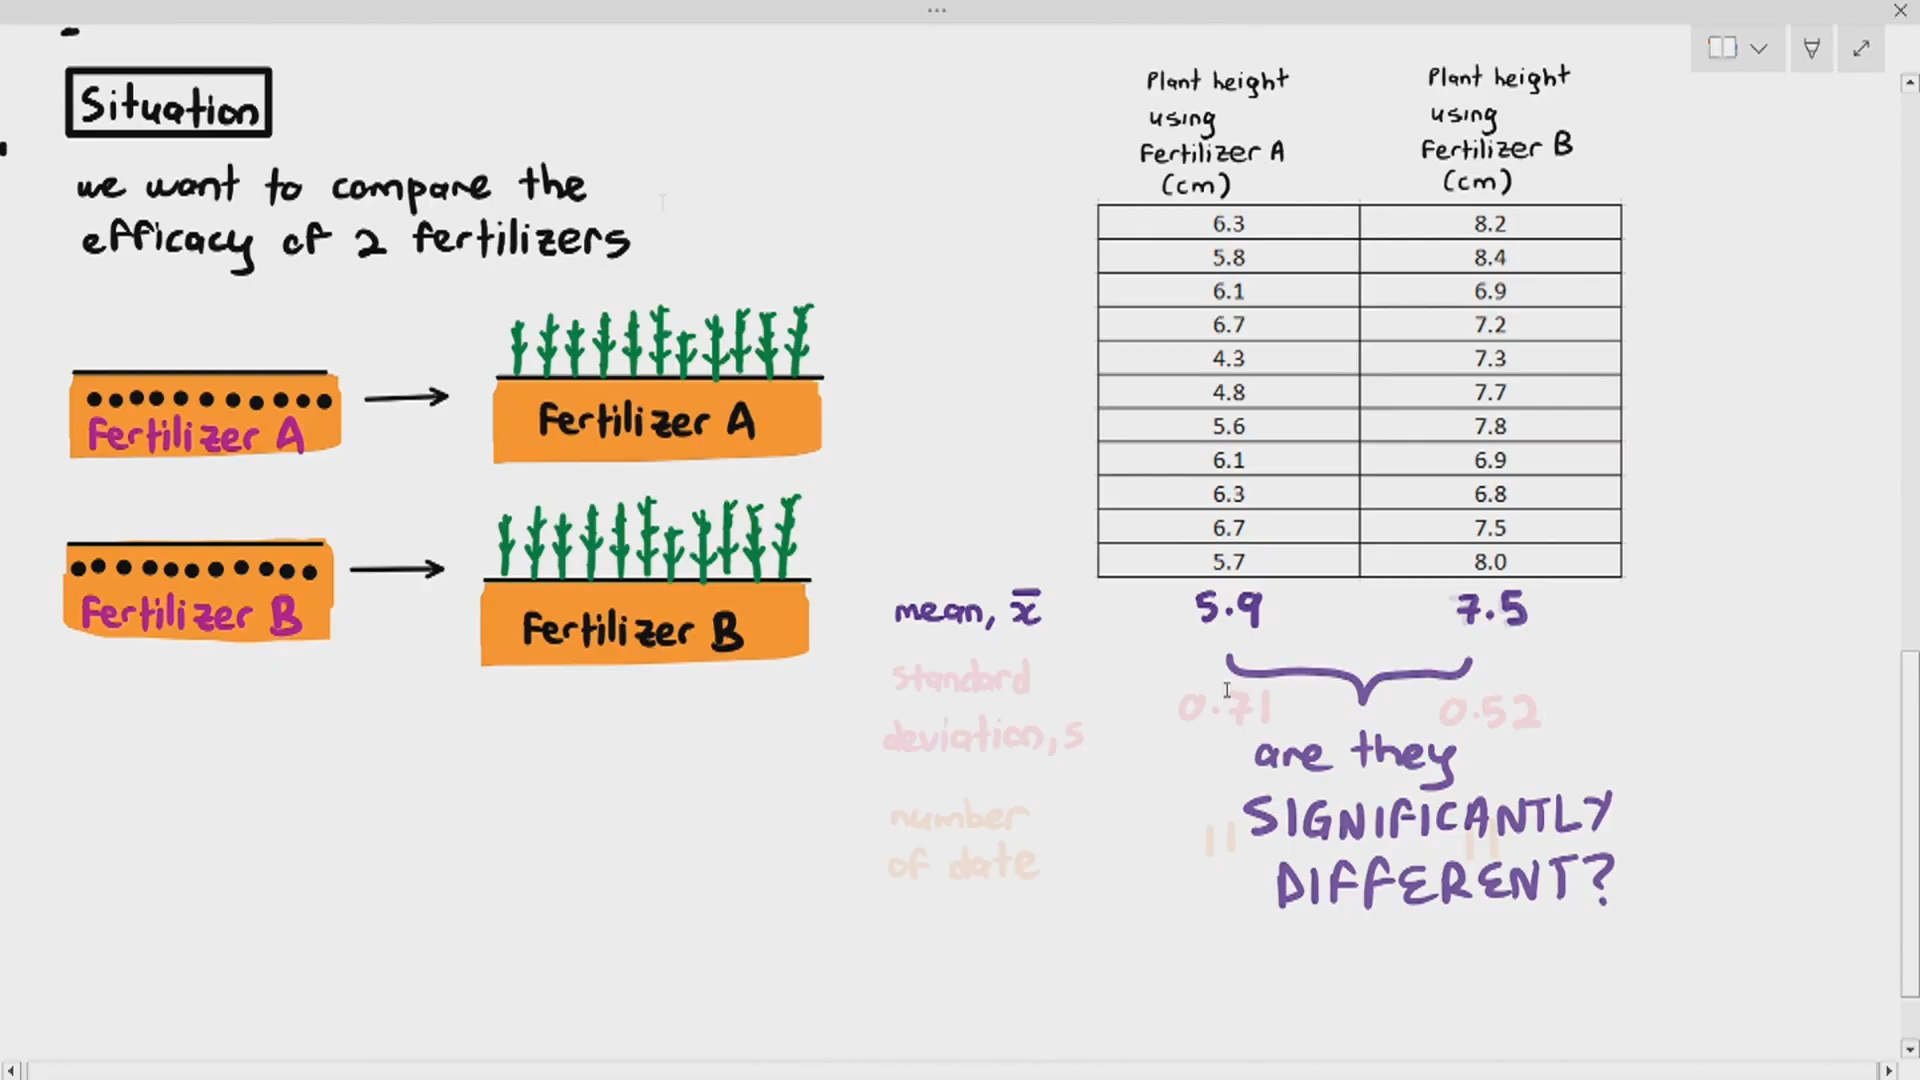 Situation
we want to compare the
efficacy of 2 fertilizers
Fertilizer A
Fertilizer A
Fertilizer B
Fertilizer B
Plant height
using
Fertilizer A
(cm)
Plant height
using
Fertilizer B
(cm)
6.3 8.2
5.8 8.4
6.1 6.9
6.7 7.2
4.3 7.3
4.8 7.7
5.6 7.8
6.1 6.9
6.3 6.8
6.7 7.5
5.7 8.0
mean, x̄ 5.9 7.5
standard
deviation, s 0.71 0.52
number
of data 11 11
are they
SIGNIFICANTLY
DIFFERENT?